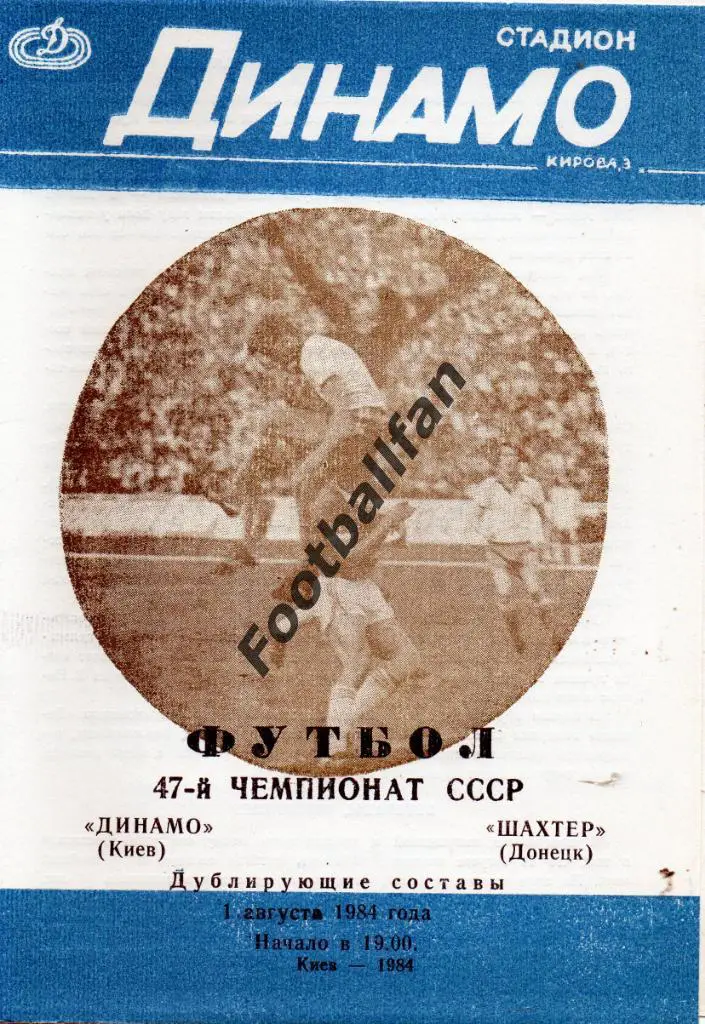 Д
СТАДИОН
ДИНАМО
КИРОВА,3
Footballfan
ФУТБОЛ
47-й ЧЕМПИОНАТ СССР
«ДИНАМО»
(Киев)
«ШАХТЕР»
(Донецк)
Дублирующие составы
1 августа 1984 года
Начало в 19.00.
Киев — 1984